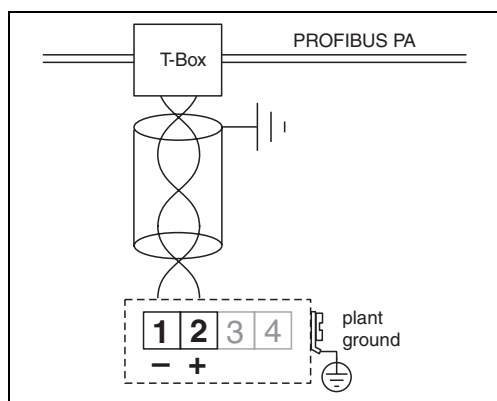 PROFIBUS PA
T-Box
1 2 3 4
− +
plant
ground